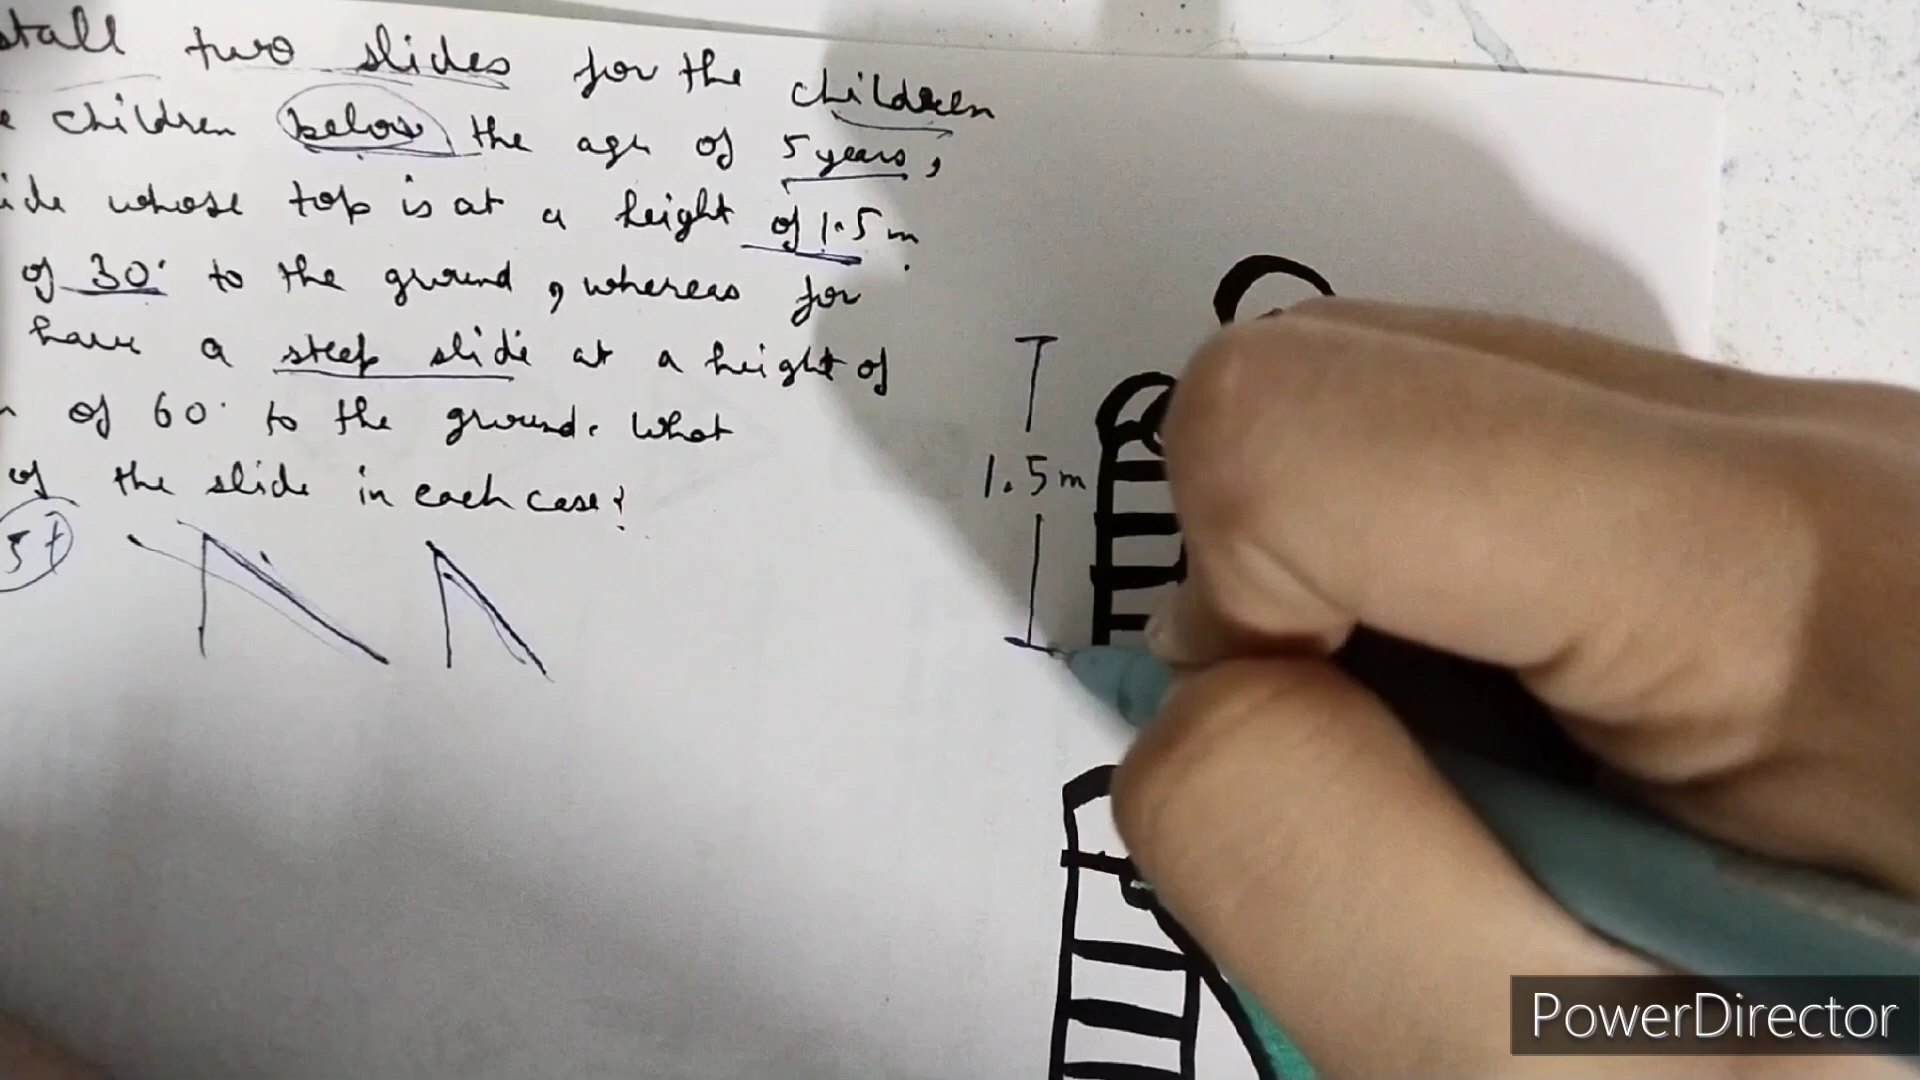 stall two slides for the children
e children below the age of 5 years,
ide whose top is at a height of 1.5 m
of 30° to the ground, whereas for
have a steep slide at a height of
n of 60° to the ground. What
of the slide in each case?
1.5 m
PowerDirector